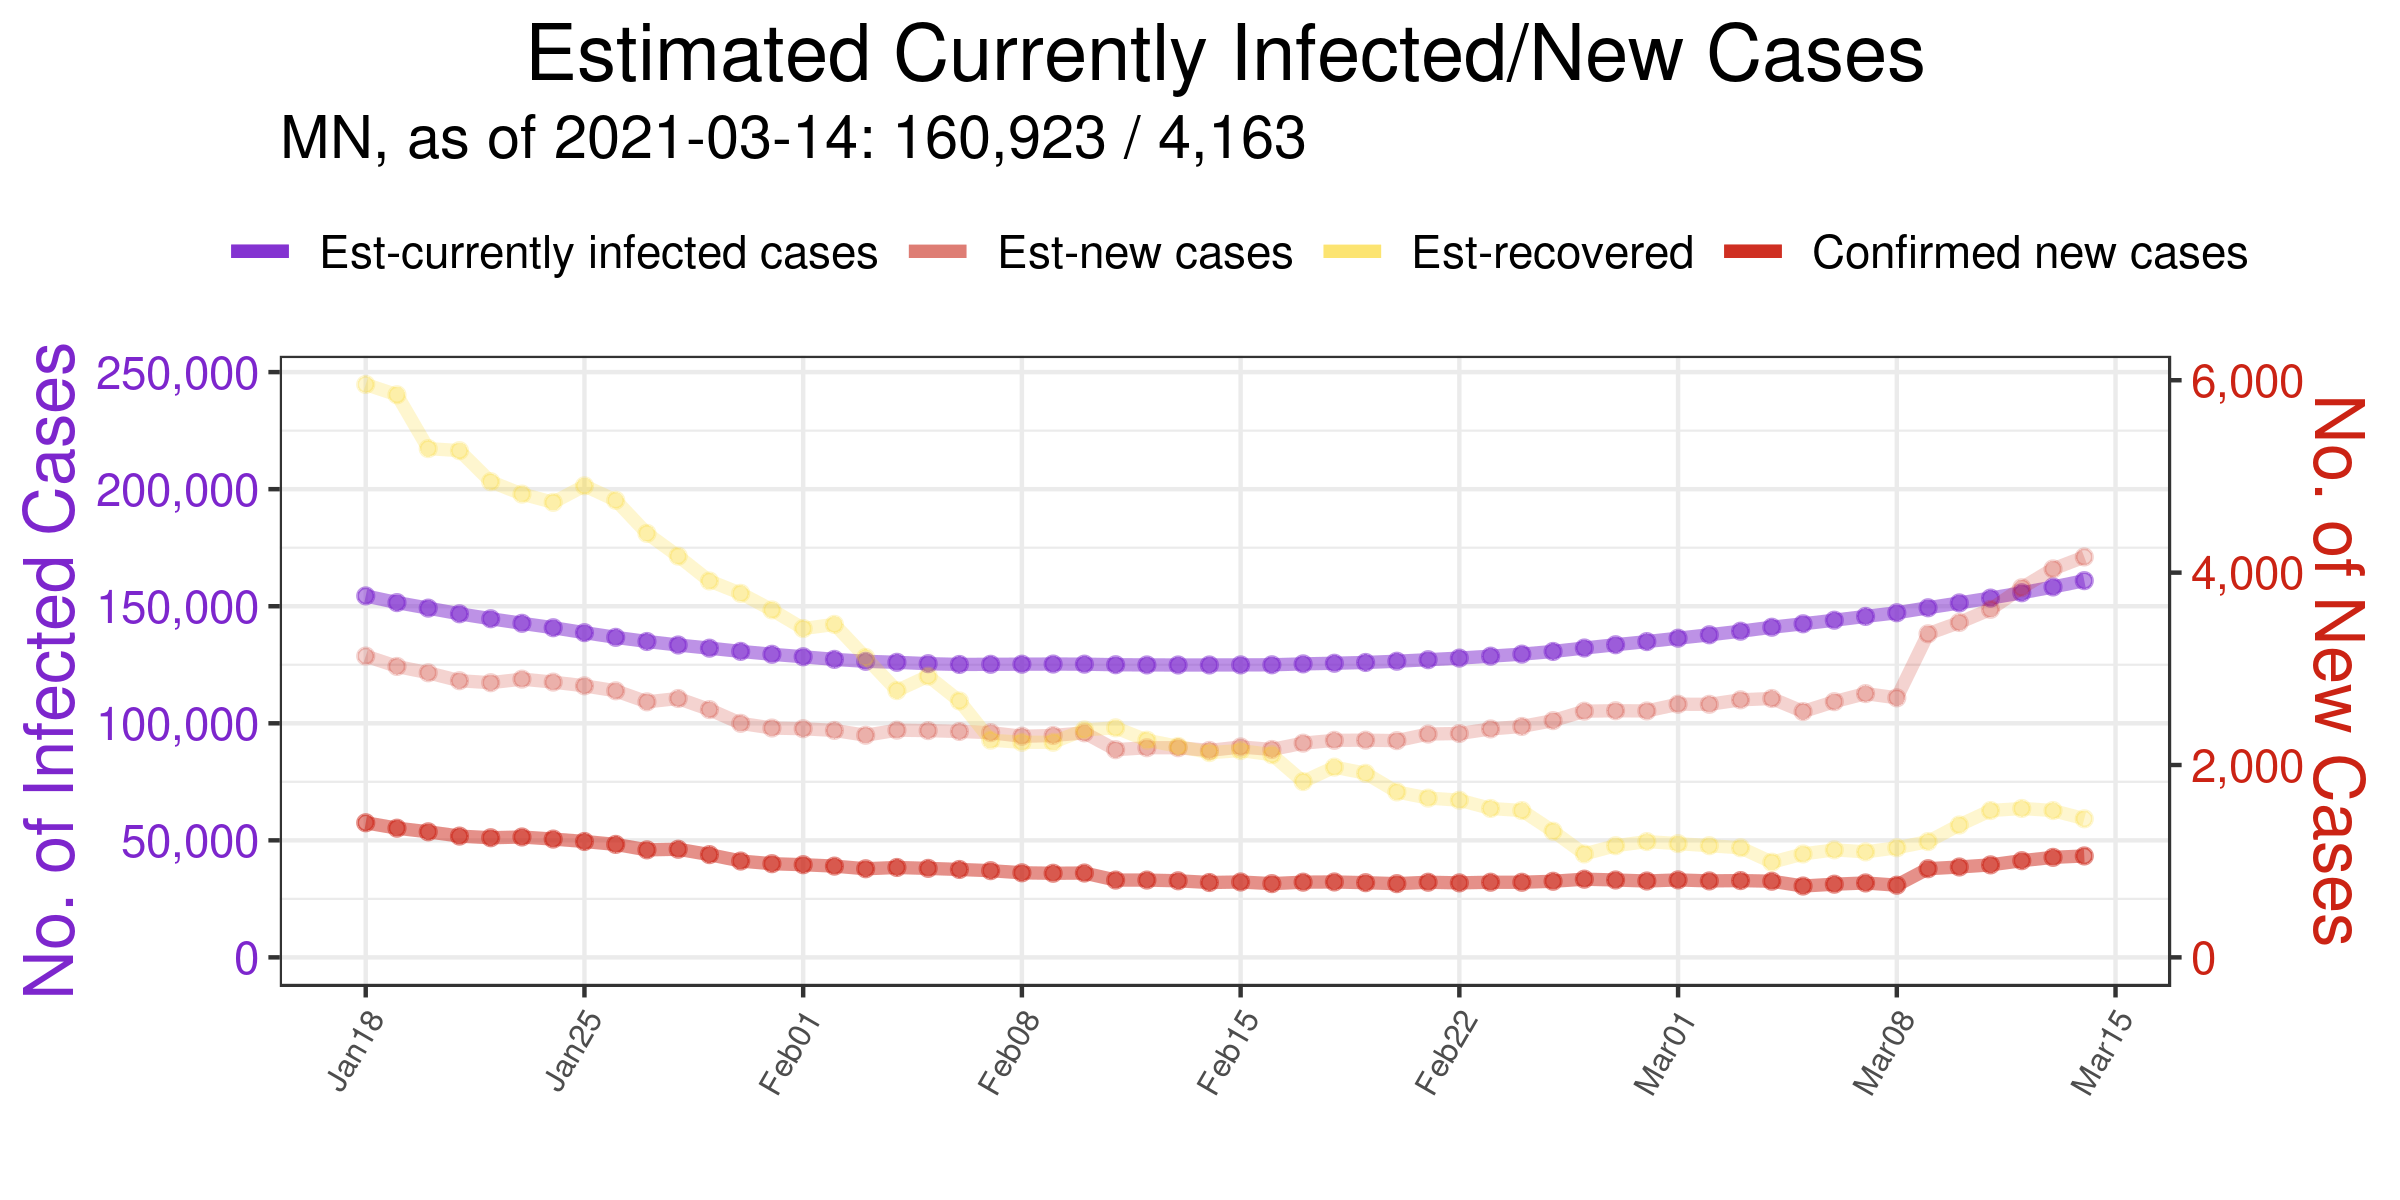 Estimated Currently Infected/New Cases
MN, as of 2021-03-14: 160,923 / 4,163
Est-currently infected cases Est-new cases Est-recovered Confirmed new cases
No. of Infected Cases
250,000
200,000
150,000
100,000
50,000
0
6,000
4,000
2,000
0
No. of New Cases
Jan18 Jan25 Feb01 Feb08 Feb15 Feb22 Mar01 Mar08 Mar15